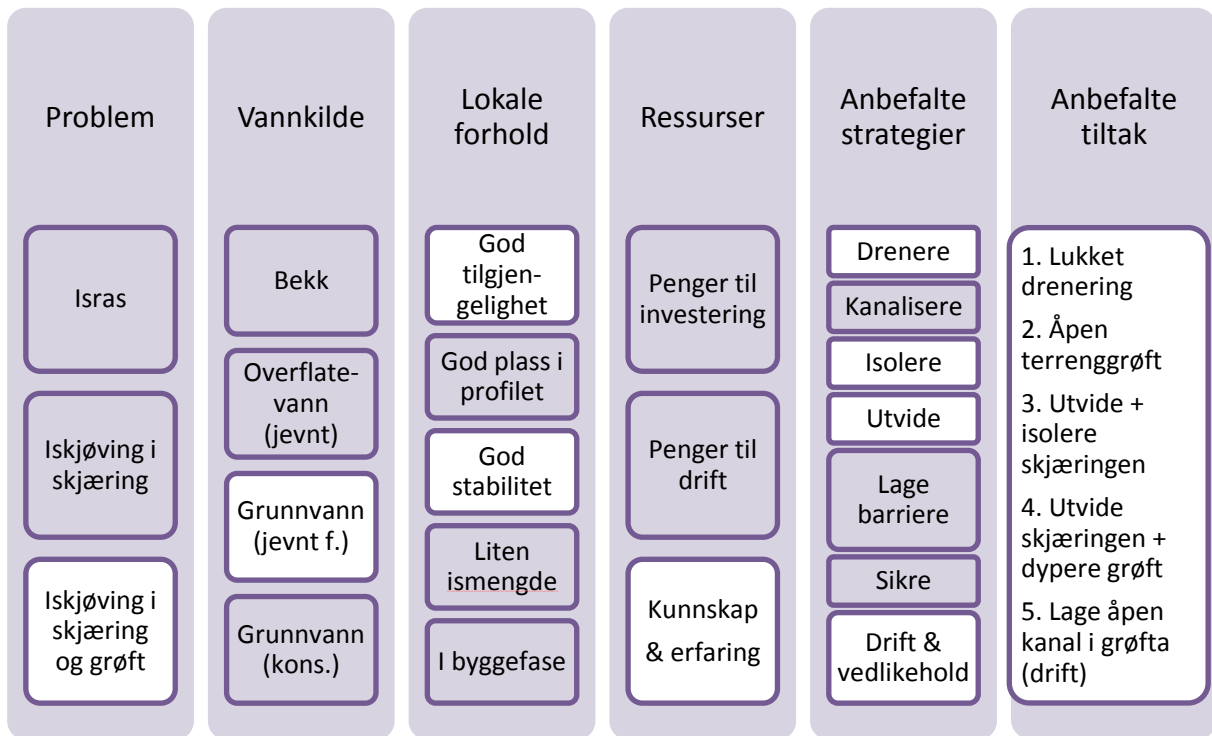 Problem
Isras
Iskjøving i
skjæring
Iskjøving i
skjæring
og grøft
Vannkilde
Bekk
Overflate-
vann
(jevnt)
Grunnvann
(jevnt f.)
Grunnvann
(kons.)
Lokale
forhold
God
tilgjen-
gelighet
God plass i
profilet
God
stabilitet
Liten
ismengde
I byggefase
Ressurser
Penger til
investering
Penger til
drift
Kunnskap
& erfaring
Anbefalte
strategier
Drenere
Kanalisere
Isolere
Utvide
Lage
barriere
Sikre
Drift &
vedlikehold
Anbefalte
tiltak
1. Lukket
drenering
2. Åpen
terrenggrøft
3. Utvide +
isolere
skjæringen
4. Utvide
skjæringen +
dypere grøft
5. Lage åpen
kanal i grøfta
(drift)